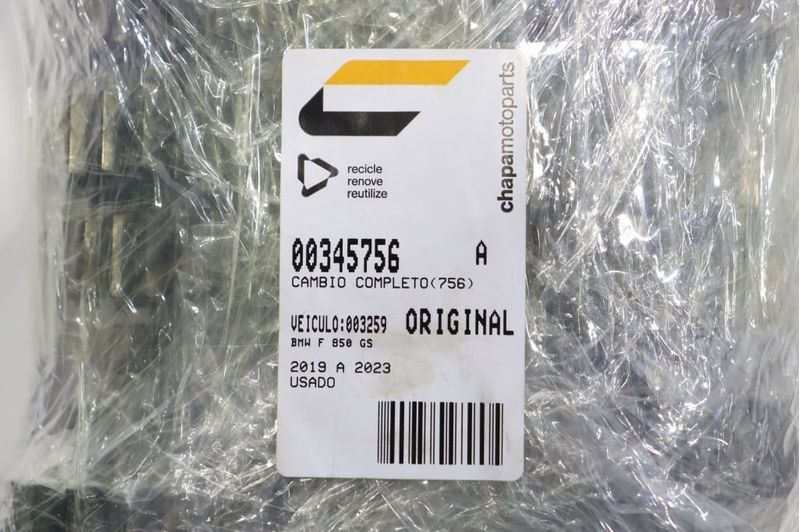 chapamotoparts
recicle
renove
reutilize
00345756 A
CAMBIO COMPLETO(756)
VEICULO:003259 ORIGINAL
BMW F 850 GS
2019 A 2023
USADO